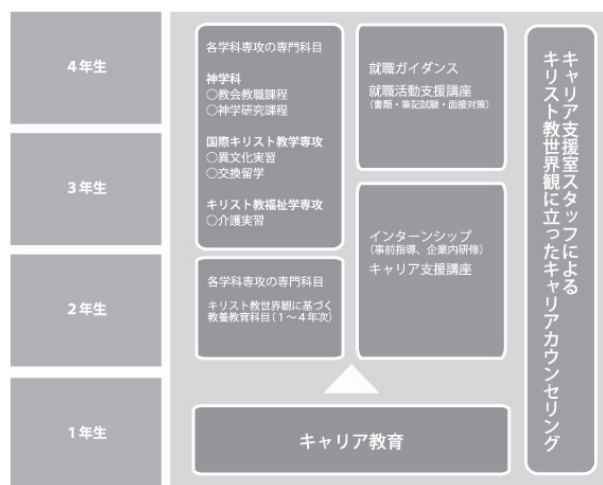 4年生
3年生
2年生
1年生
各学科専攻の専門科目
神学科
○教会教職課程
○神学研究課程
国際キリスト教学専攻
○異文化実習
○交換留学
キリスト教福祉学専攻
○介護実習
各学科専攻の専門科目
キリスト教世界観に基づく
教養教育科目(1〜4年次)
就職ガイダンス
就職活動支援講座
(書類・筆記試験・面接対策)
インターンシップ
(事前指導、企業内研修)
キャリア支援講座
キャリア教育
キャリア支援室スタッフによる
キリスト教世界観に立ったキャリアカウンセリング